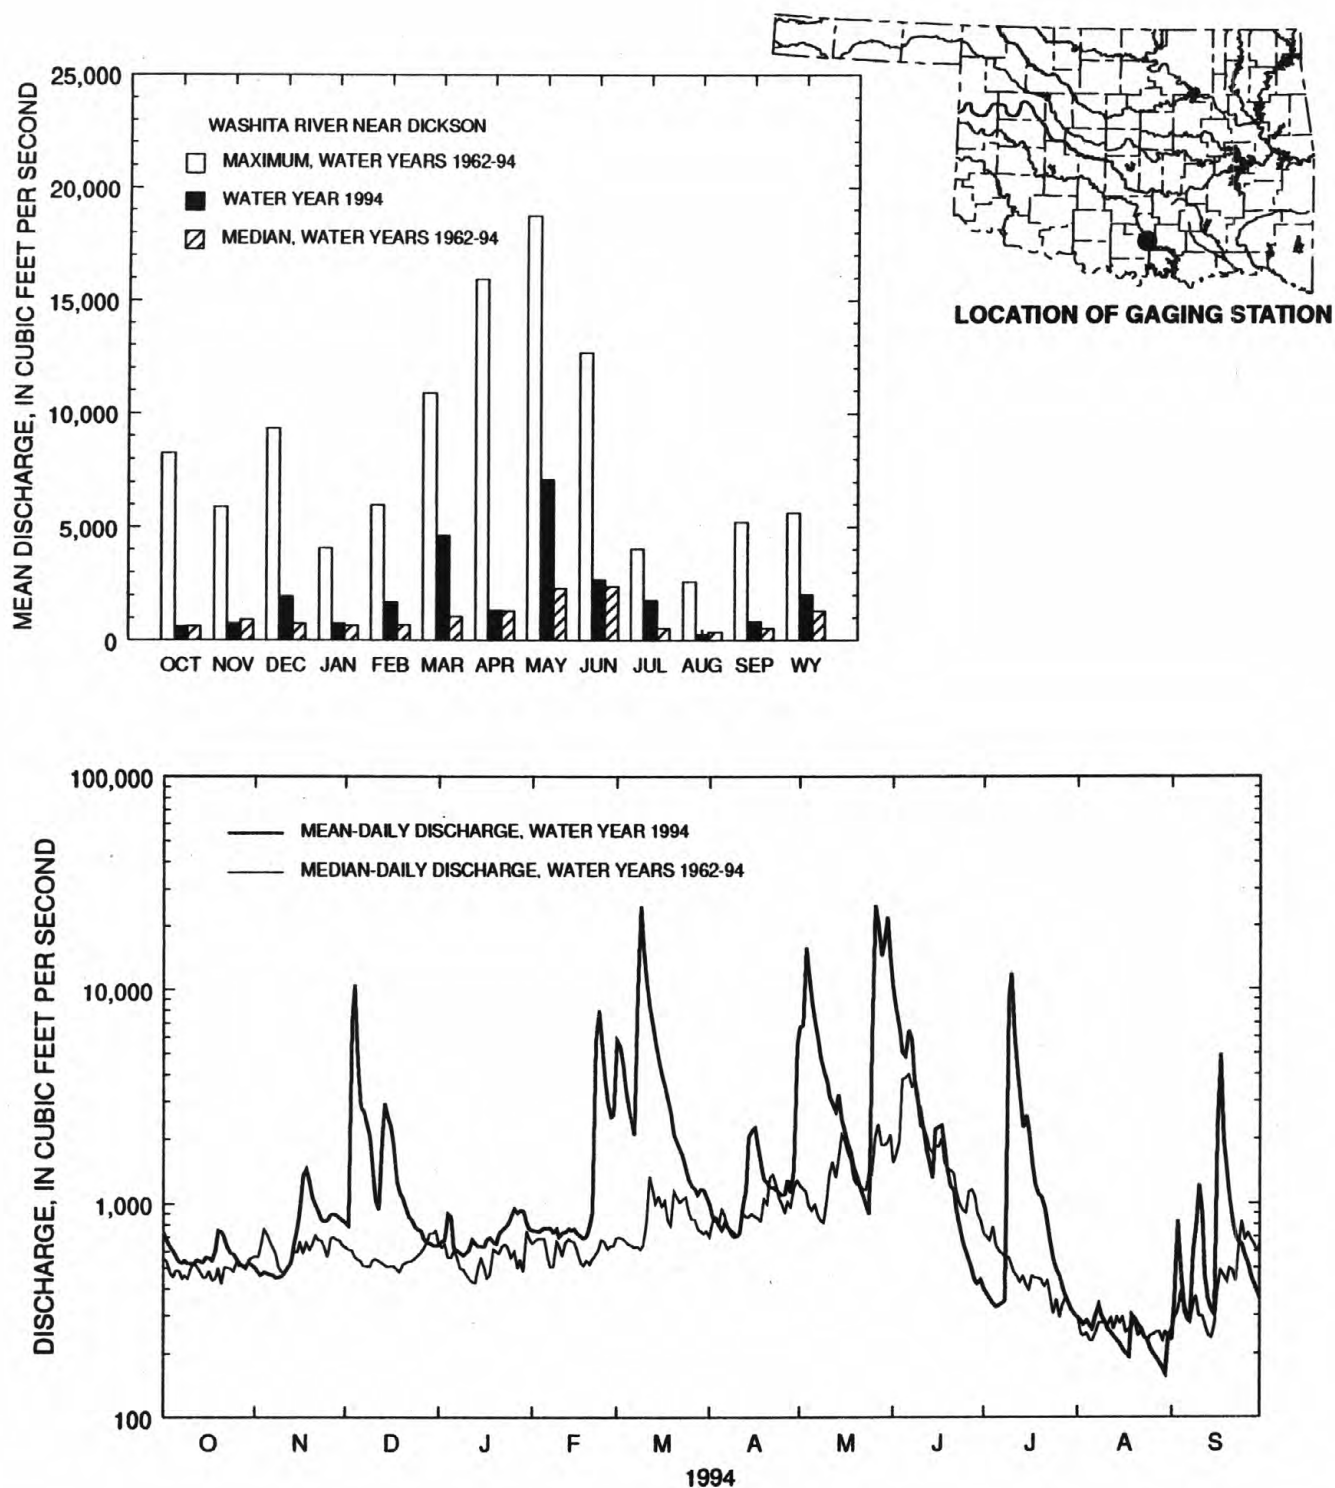 MEAN DISCHARGE, IN CUBIC FEET PER SECOND
25,000
20,000
15,000
10,000
5,000
0
WASHITA RIVER NEAR DICKSON
MAXIMUM, WATER YEARS 1962-94
WATER YEAR 1994
MEDIAN, WATER YEARS 1962-94
OCT NOV DEC JAN FEB MAR APR MAY JUN JUL AUG SEP WY
LOCATION OF GAGING STATION
DISCHARGE, IN CUBIC FEET PER SECOND
100,000
10,000
1,000
100
MEAN-DAILY DISCHARGE, WATER YEAR 1994
MEDIAN-DAILY DISCHARGE, WATER YEARS 1962-94
O N D J F M A M J J A S
1994